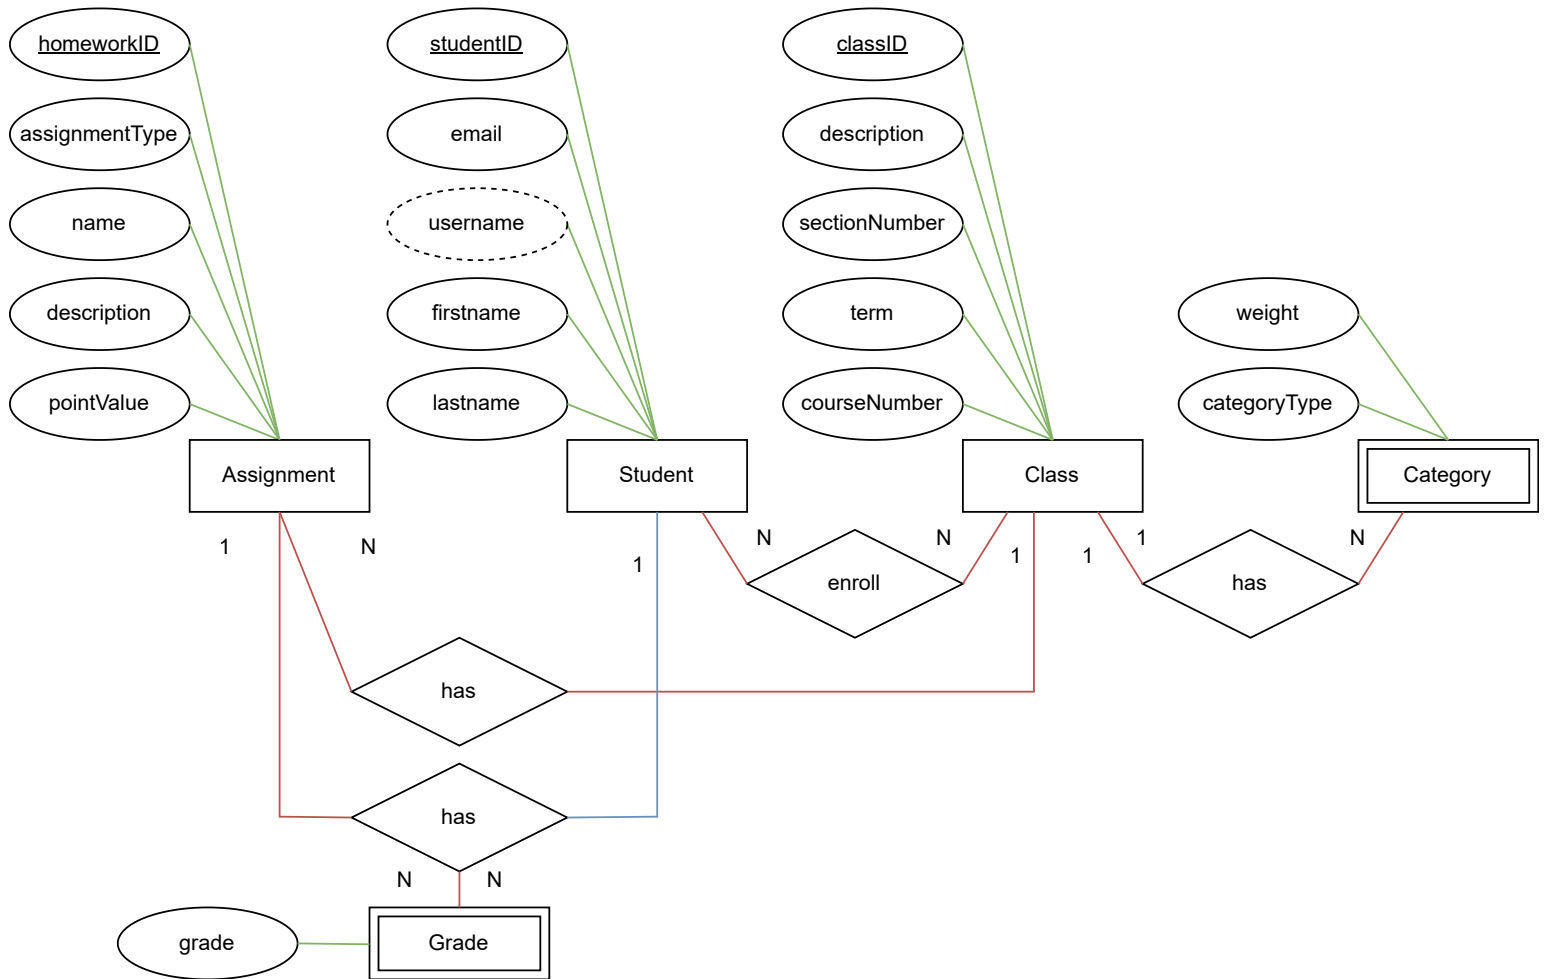 homeworkID
studentID
classID
assignmentType
email
description
name
username
sectionNumber
description
firstname
term
weight
pointValue
lastname
courseNumber
categoryType
Assignment
Student
Class
Category
1
N
1
N
N
1
1
1
N
enroll
has
has
has
N
N
grade
Grade